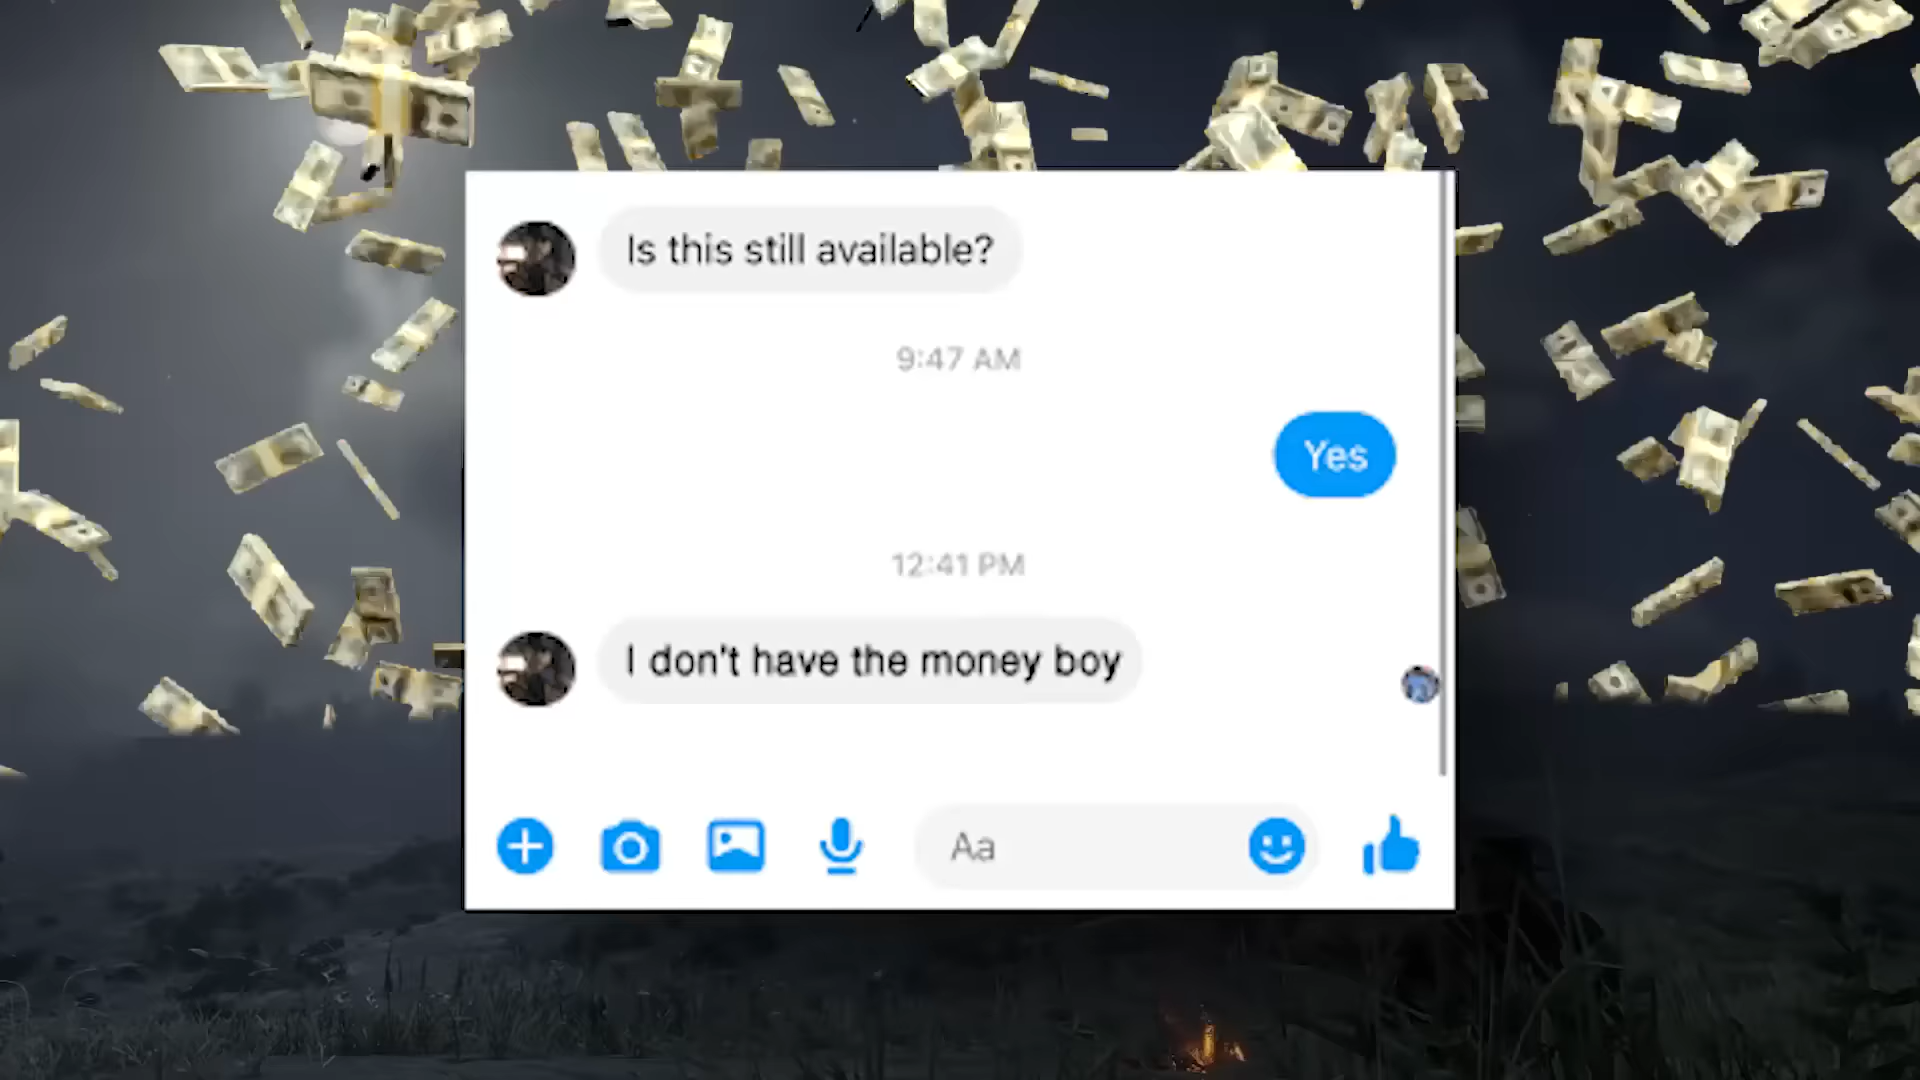 Is this still available?
9:47 AM
Yes
12:41 PM
I don't have the money boy
Aa